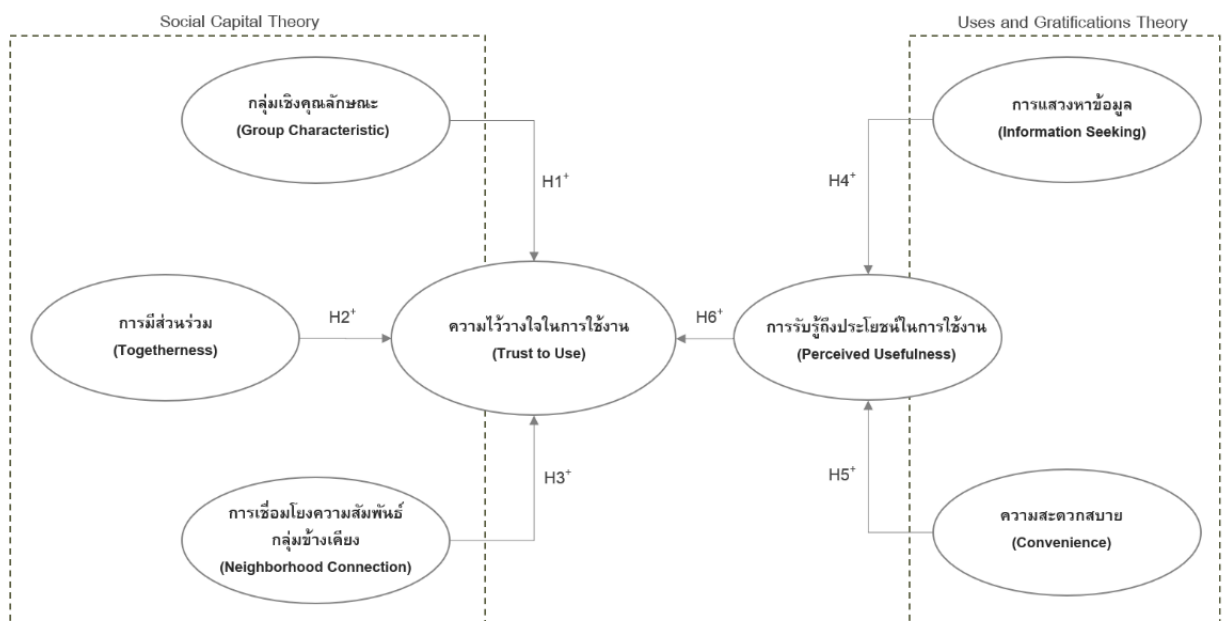 Social Capital Theory
Uses and Gratifications Theory
กลุ่มเชิงคุณลักษณะ
(Group Characteristic)
การแสวงหาข้อมูล
(Information Seeking)
H1+
H4+
การมีส่วนร่วม
(Togetherness)
H2+
ความไว้วางใจในการใช้งาน
(Trust to Use)
H6+
การรับรู้ถึงประโยชน์ในการใช้งาน
(Perceived Usefulness)
H3+
H5+
การเชื่อมโยงความสัมพันธ์
กลุ่มข้างเคียง
(Neighborhood Connection)
ความสะดวกสบาย
(Convenience)